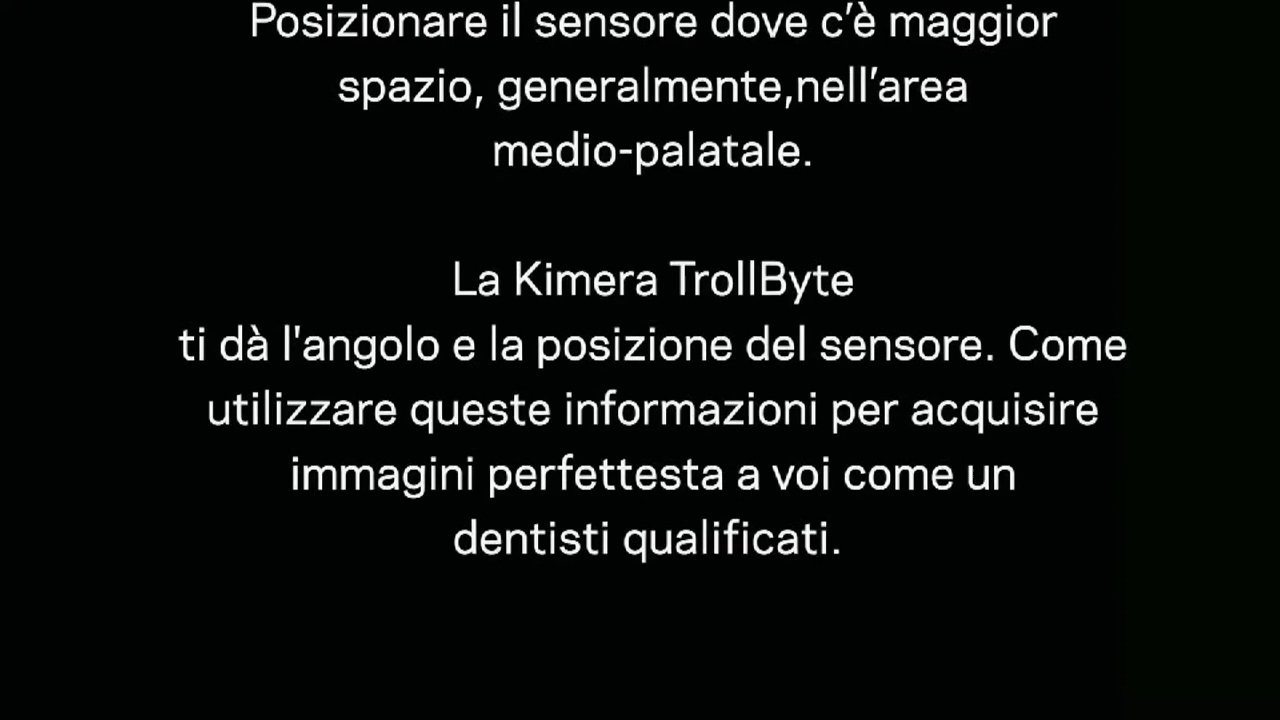 Posizionare il sensore dove c’è maggior
spazio, generalmente,nell’area
medio-palatale.
La Kimera TrollByte
ti dà l'angolo e la posizione del sensore. Come
utilizzare queste informazioni per acquisire
immagini perfettesta a voi come un
dentisti qualificati.